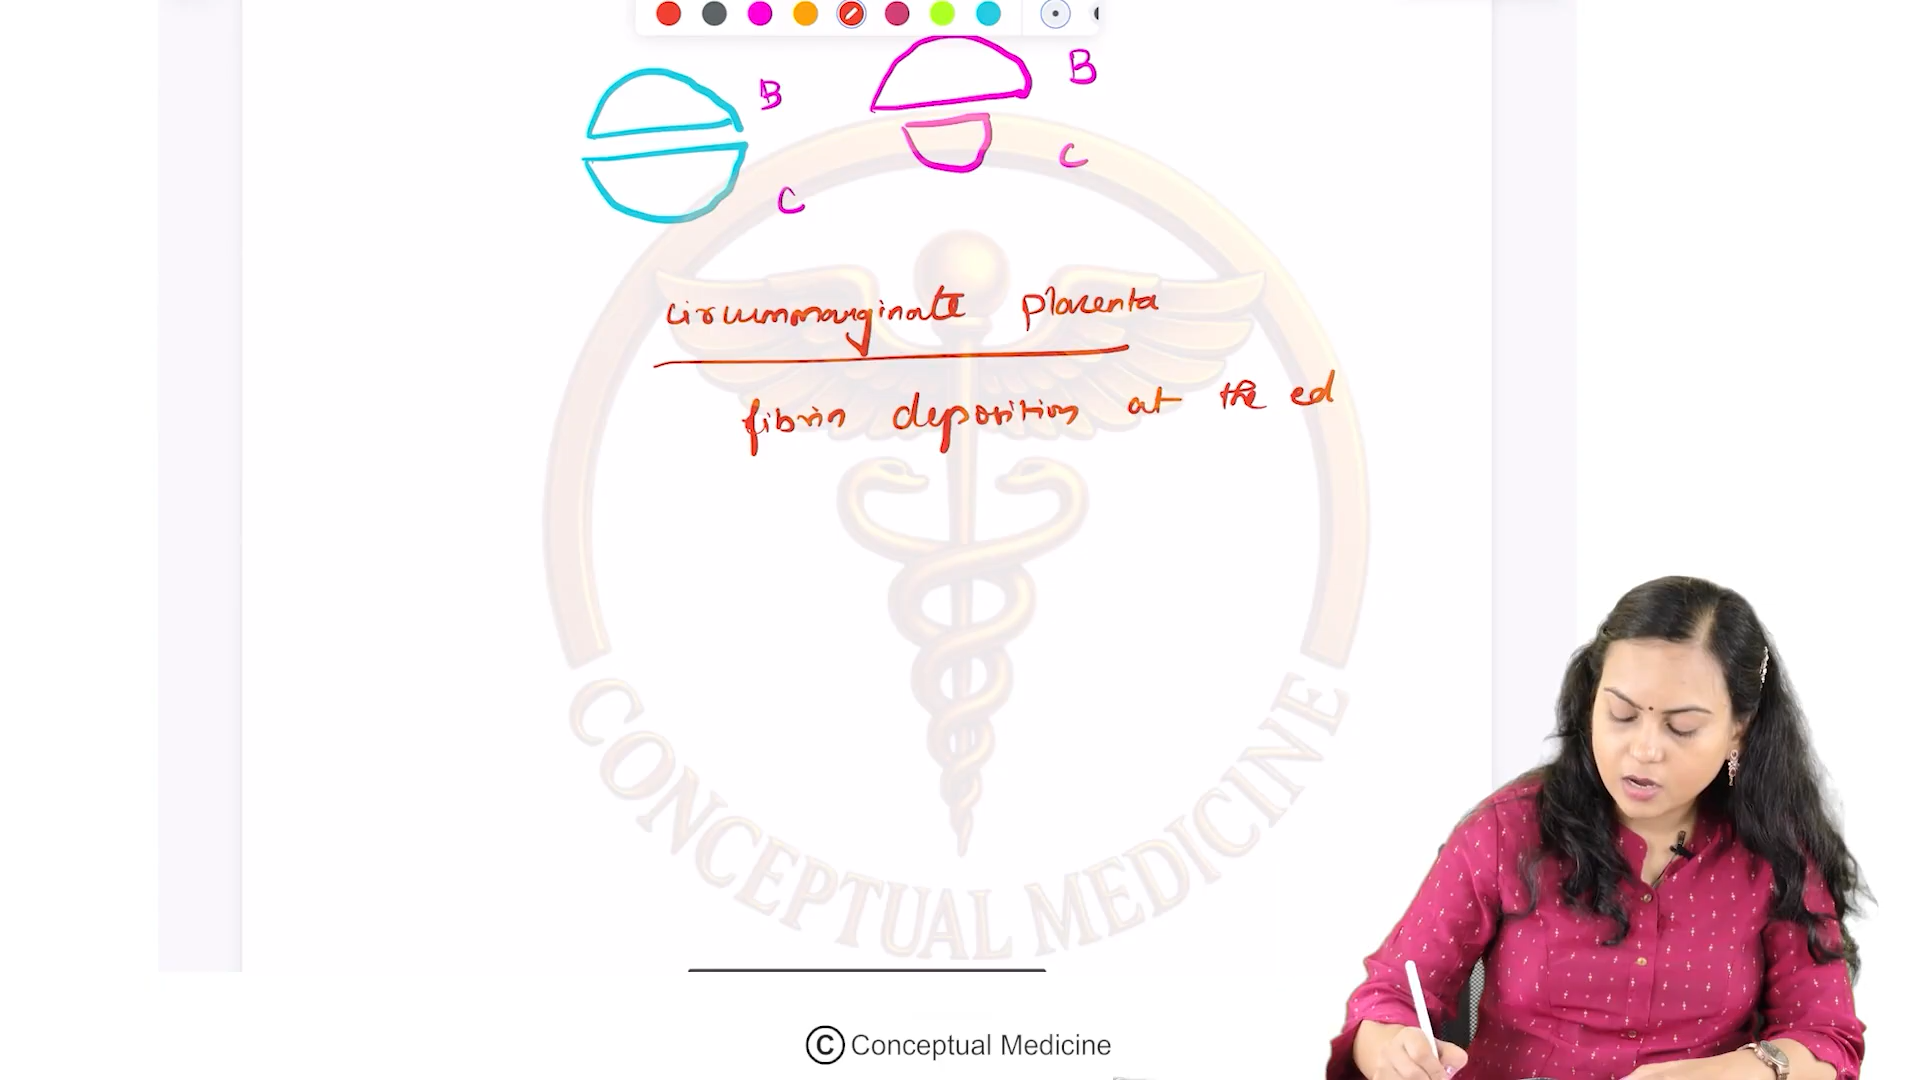 B
B
C
C
circummarginate placenta
fibrin deposition at the ed
CONCEPTUAL MEDICINE
© Conceptual Medicine